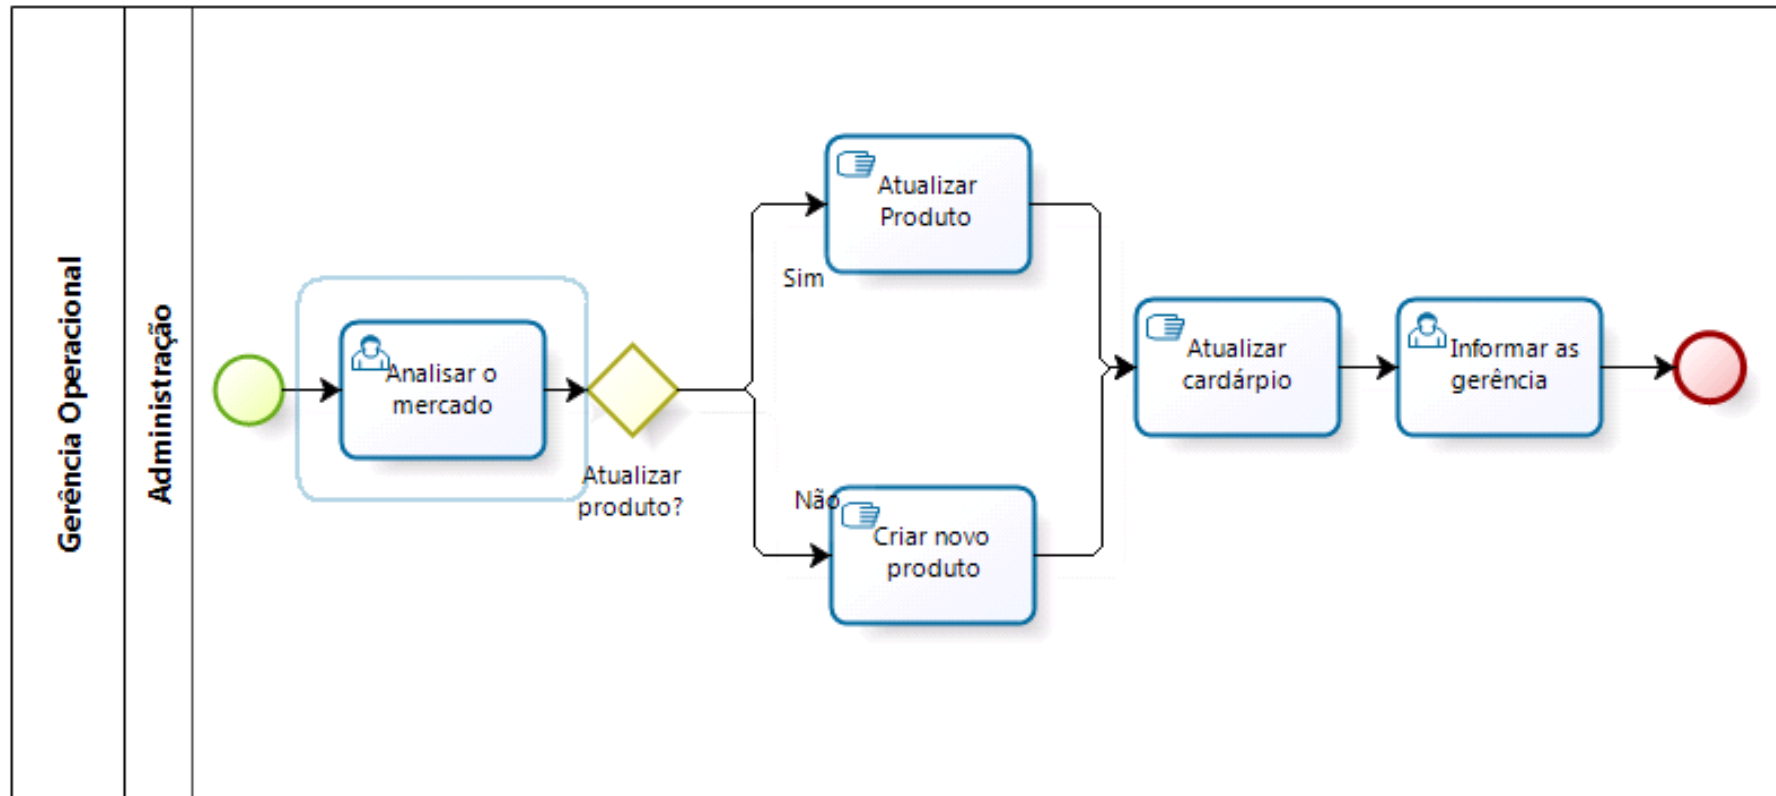 Gerência Operacional
Administração
Analisar o
mercado
Atualizar
produto?
Sim
Não
Atualizar
Produto
Criar novo
produto
Atualizar
cardárpio
Informar as
gerência